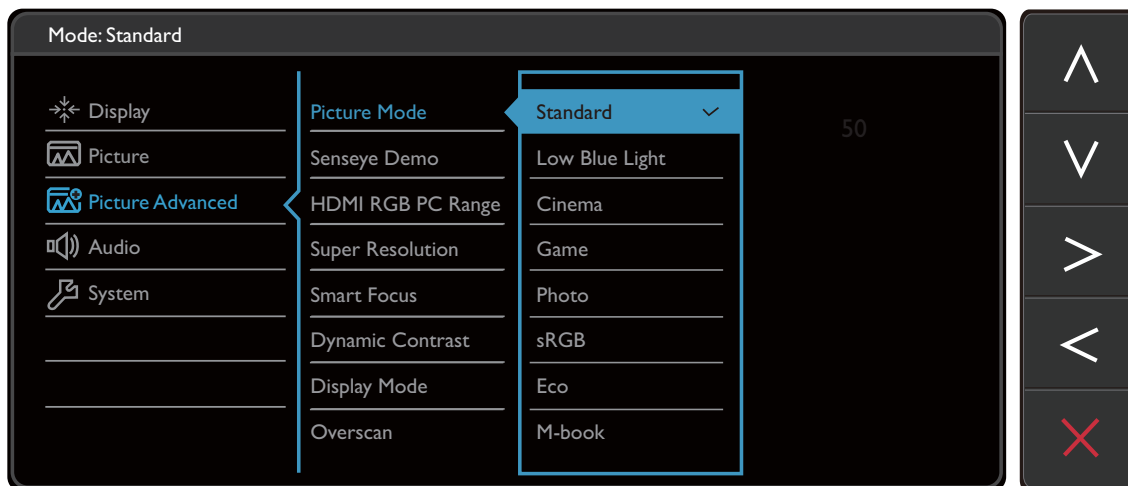 Mode: Standard
Display
Picture
Picture Advanced
Audio
System
Picture Mode
Senseye Demo
HDMI RGB PC Range
Super Resolution
Smart Focus
Dynamic Contrast
Display Mode
Overscan
Standard
Low Blue Light
Cinema
Game
Photo
sRGB
Eco
M-book
50